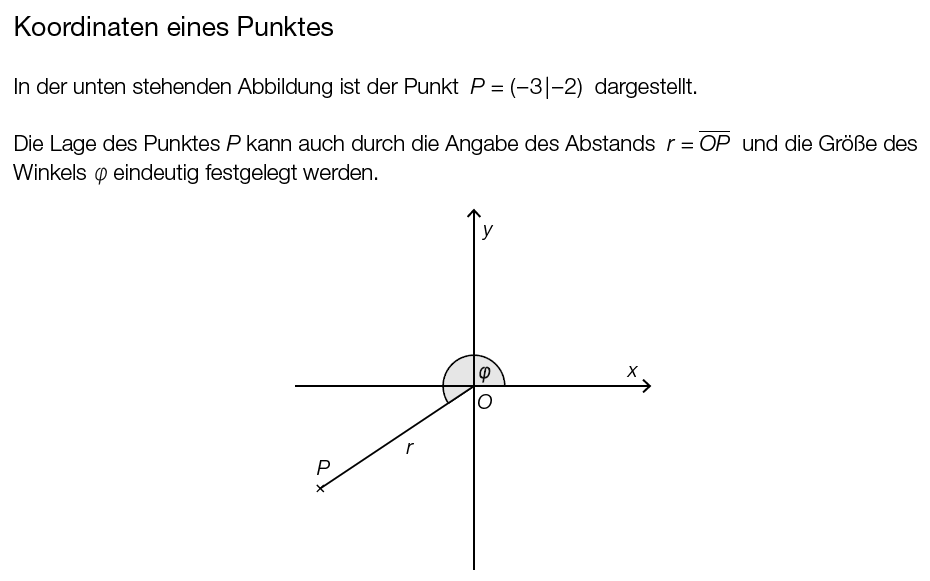 Koordinaten eines Punktes
In der unten stehenden Abbildung ist der Punkt P = (−3|−2) dargestellt.
Die Lage des Punktes P kann auch durch die Angabe des Abstands r = O̅P̅ und die Größe des
Winkels φ eindeutig festgelegt werden.
y
φ
x
O
r
P